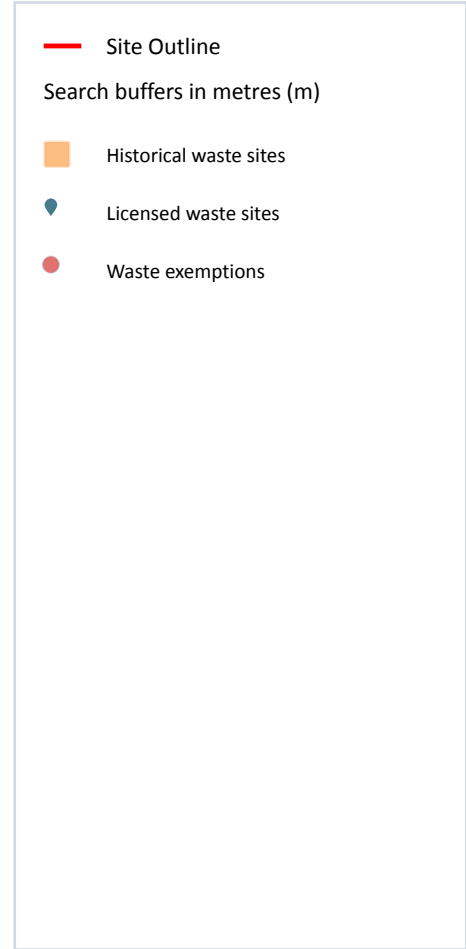 Site Outline
Search buffers in metres (m)
Historical waste sites
Licensed waste sites
Waste exemptions